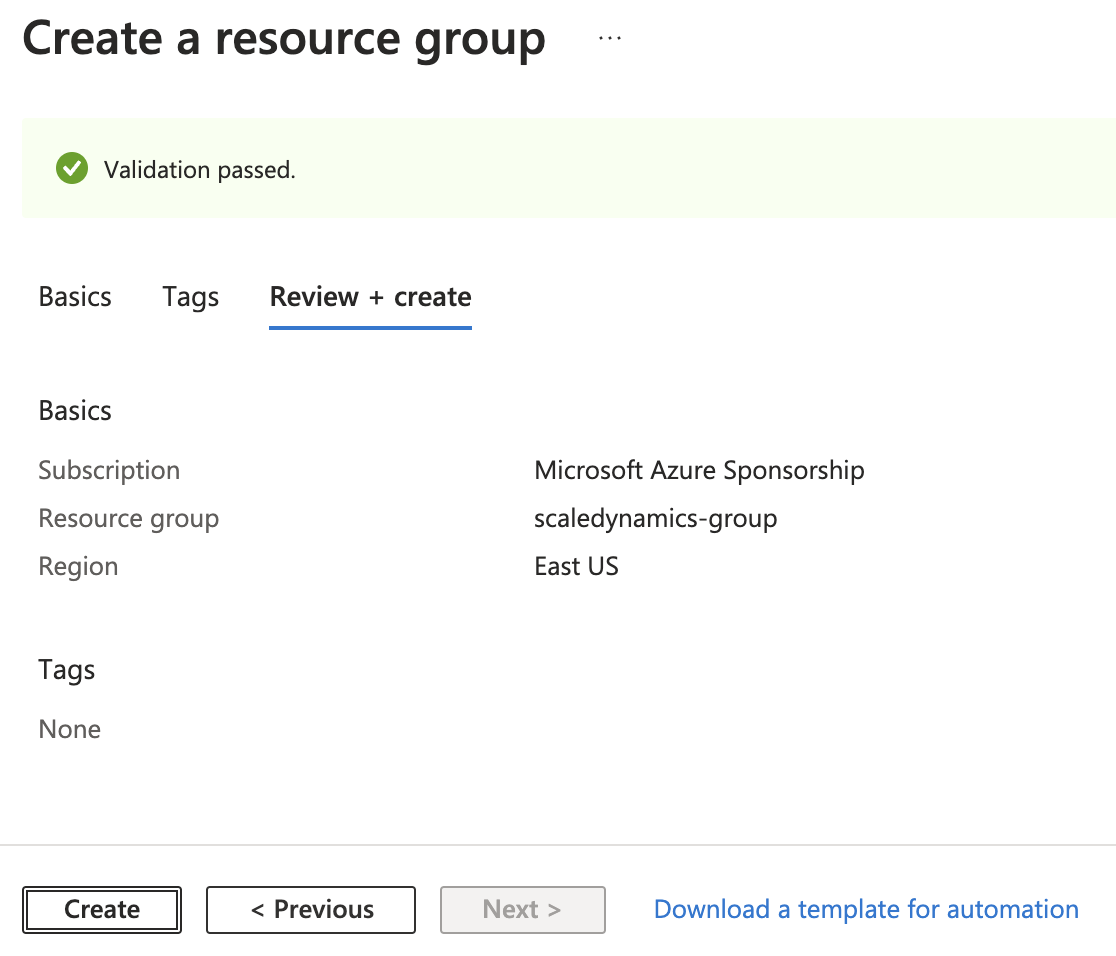 Create a resource group ...
Validation passed.
Basics Tags Review + create
Basics
Subscription Microsoft Azure Sponsorship
Resource group scaledynamics-group
Region East US
Tags
None
Create < Previous Next > Download a template for automation